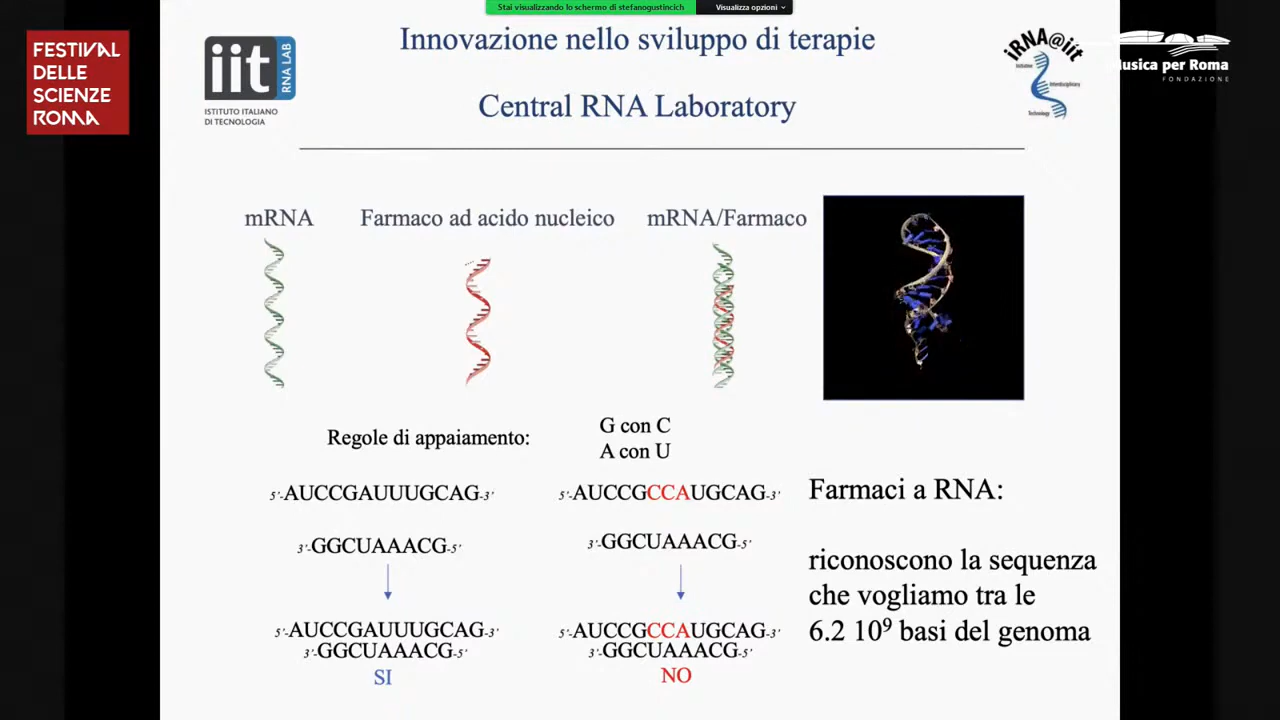 Stai visualizzando lo schermo di stefanogustincich
Visualizza opzioni
FESTIVAL
DELLE
SCIENZE
ROMA
iit
RNA LAB
ISTITUTO ITALIANO
DI TECNOLOGIA
Innovazione nello sviluppo di terapie
Central RNA Laboratory
iRNA@iit
Initiative
Interdisciplinary
Technology
Musica per Roma
FONDAZIONE
mRNA
Farmaco ad acido nucleico
mRNA/Farmaco
Regole di appaiamento:
G con C
A con U
5'-AUCCGAUUUGCAG-3'
3'-GGCUAAACG-5'
5'-AUCCGAUUUGCAG-3'
3'-GGCUAAACG-5'
SI
5'-AUCCGCCAUGCAG-3'
3'-GGCUAAACG-5'
5'-AUCCGCCAUGCAG-3'
3'-GGCUAAACG-5'
NO
Farmaci a RNA:
riconoscono la sequenza
che vogliamo tra le
6.2 10⁹ basi del genoma